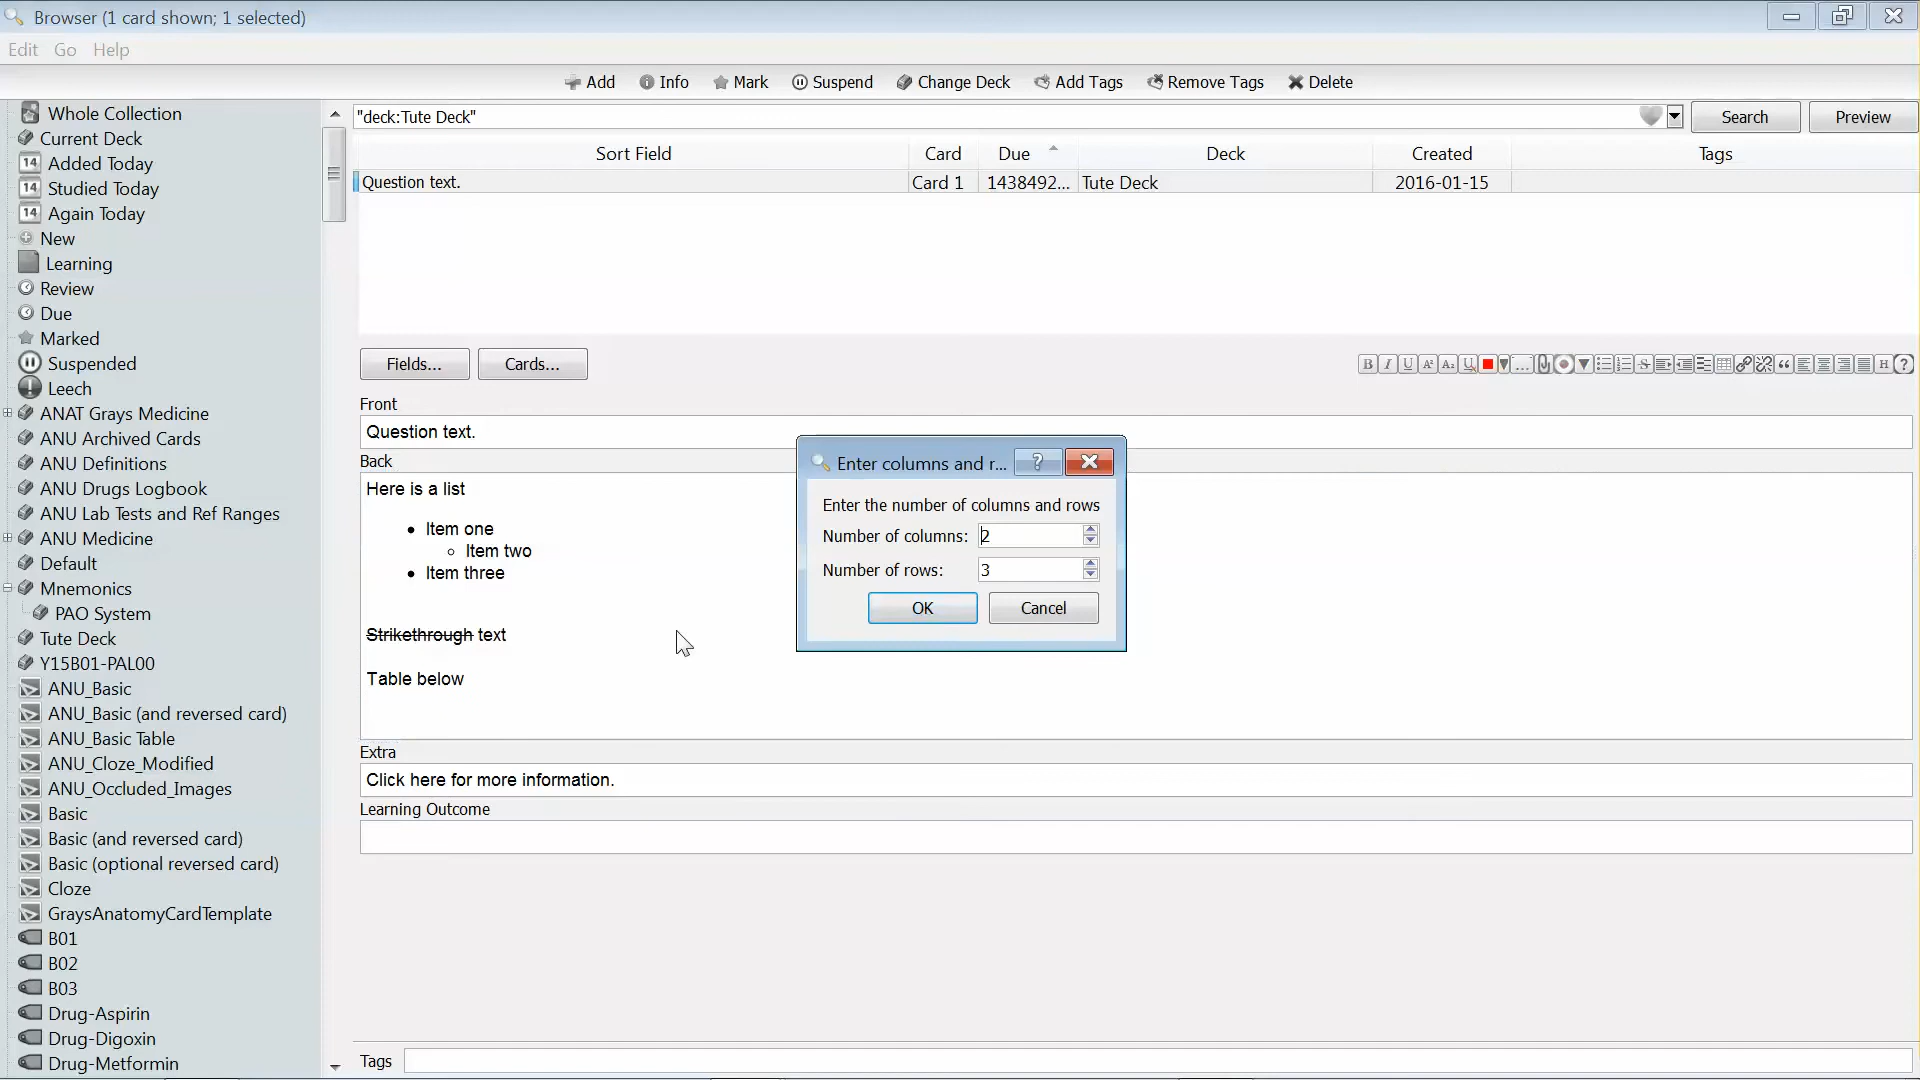 Browser (1 card shown; 1 selected)
Edit Go Help
Add Info Mark Suspend Change Deck Add Tags Remove Tags Delete
Whole Collection
Current Deck
14 Added Today
14 Studied Today
14 Again Today
New
Learning
Review
Due
Marked
Suspended
Leech
ANAT Grays Medicine
ANU Archived Cards
ANU Definitions
ANU Drugs Logbook
ANU Lab Tests and Ref Ranges
ANU Medicine
Default
Mnemonics
PAO System
Tute Deck
Y15B01-PAL00
ANU_Basic
ANU_Basic (and reversed card)
ANU_Basic Table
ANU_Cloze_Modified
ANU_Occluded_Images
Basic
Basic (and reversed card)
Basic (optional reversed card)
Cloze
GraysAnatomyCardTemplate
B01
B02
B03
Drug-Aspirin
Drug-Digoxin
Drug-Metformin
"deck:Tute Deck" Search Preview
Sort Field Card Due Deck Created Tags
Question text. Card 1 1438492... Tute Deck 2016-01-15
Fields... Cards...
B I U A² A₂ U ... S “ H ?
Front
Question text.
Back
Here is a list
• Item one
◦ Item two
• Item three
Strikethrough text
Table below
Extra
Click here for more information.
Learning Outcome
Tags
Enter columns and r... ?
Enter the number of columns and rows
Number of columns: 2
Number of rows: 3
OK Cancel